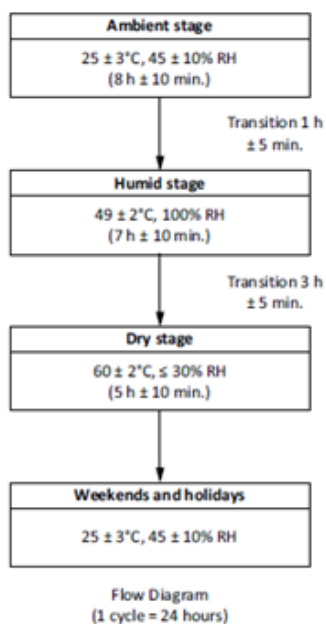 Ambient stage
25 ± 3°C, 45 ± 10% RH
(8 h ± 10 min.)
Transition 1 h
± 5 min.
Humid stage
49 ± 2°C, 100% RH
(7 h ± 10 min.)
Transition 3 h
± 5 min.
Dry stage
60 ± 2°C, ≤ 30% RH
(5 h ± 10 min.)
Weekends and holidays
25 ± 3°C, 45 ± 10% RH
Flow Diagram
(1 cycle = 24 hours)